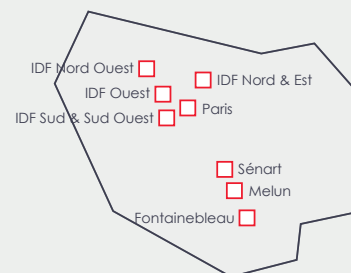 IDF Nord Ouest
IDF Nord & Est
IDF Ouest
Paris
IDF Sud & Sud Ouest
Sénart
Melun
Fontainebleau